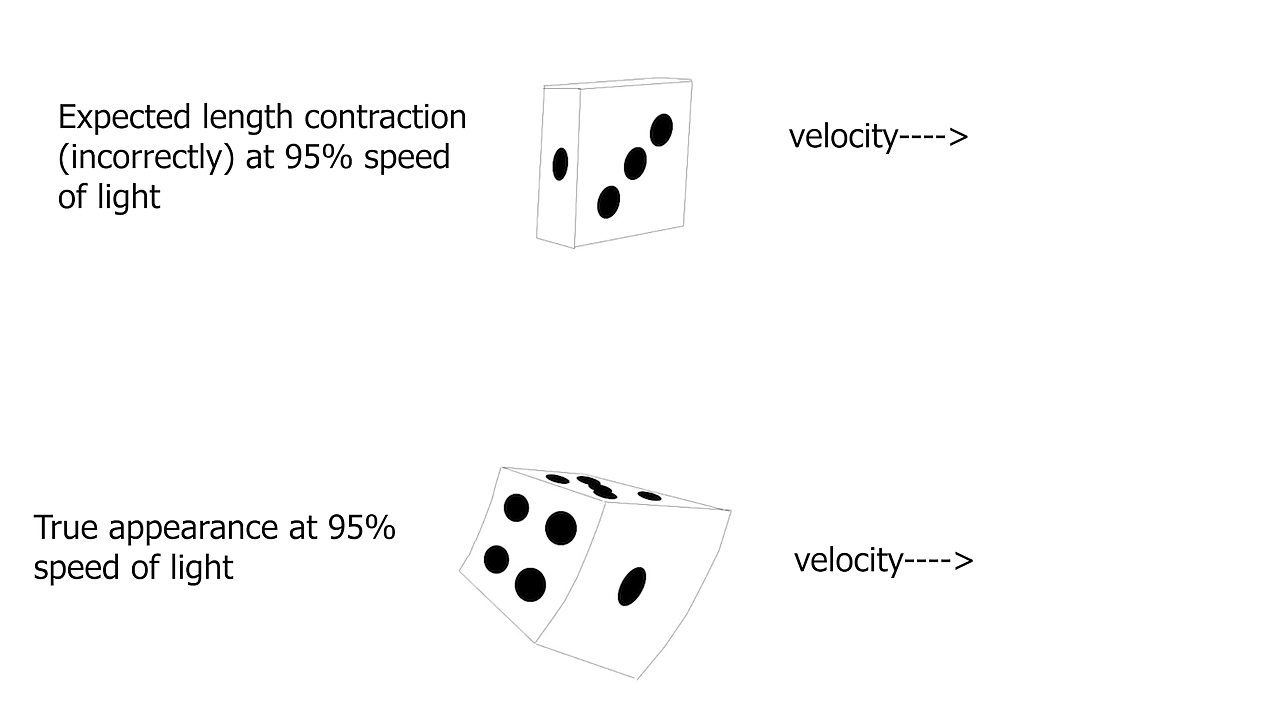 Expected length contraction
(incorrectly) at 95% speed
of light
velocity---->
True appearance at 95%
speed of light
velocity---->